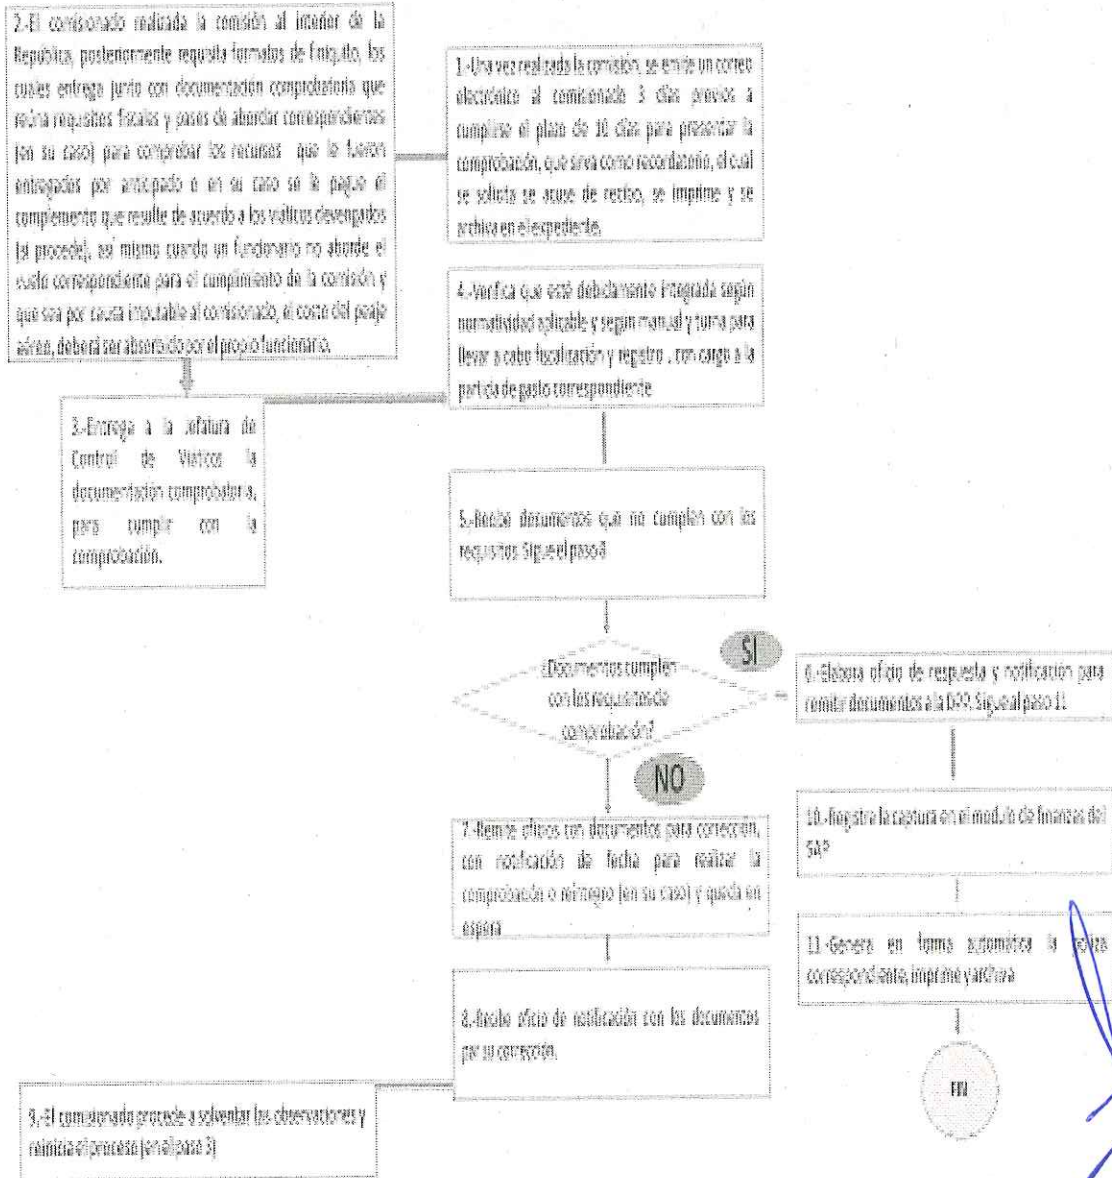 2.-El comisionado realizada la comisión al interior de la
República, posteriormente requisita formatos de finiquito, los
cuales entrega junto con documentación comprobatoria que
reúna requisitos fiscales y pases de abordar correspondientes
(en su caso) para comprobar los recursos que le fueron
entregados por anticipado o en su caso se le pague el
complemento que resulte de acuerdo a los viáticos devengados
(si procede), así mismo cuando un funcionario no aborde el
vuelo correspondiente para el cumplimiento de la comisión y
que sea por causa imputable al comisionado, el costo del pasaje
aéreo, deberá ser absorbido por el propio funcionario.
1.-Una vez realizada la comisión, se envíe un correo
electrónico al comisionado 3 días previos a
cumplirse el plazo de 10 días para presentar la
comprobación, que sirva como recordatorio, el cual
se solicita se acuse de recibo, se imprime y se
archiva en el expediente.
4.-Verifica que esté debidamente integrada según
normatividad aplicable y según manual y turna para
llevar a cabo fiscalización y registro , con cargo a la
partida de gasto correspondiente
3.-Entrega a la Jefatura de
Control de Viáticos la
documentación comprobatoria,
para cumplir con la
comprobación.
5.-Recibe documentos que no cumplen con los
requisitos Sigue el paso 8
¿Documentos cumplen
con los requisitos de
comprobación?
SI
6.-Elabora oficio de respuesta y notificación para
remitir documentos a la DPP. Sigue al paso 11
NO
7.-Remite oficios con documentos para corrección,
con notificación de fecha para realizar la
comprobación o reintegro (en su caso) y queda en
espera
10.-Registra la captura en el modulo de finanzas del
SAP
11.-Genera en forma automática la poliza
correspondiente, imprime y archiva
8.-Recibe oficio de notificación con los documentos
por su corrección.
FIN
9.-El comisionado procede a solventar las observaciones y
reinicia el proceso (en el paso 3)